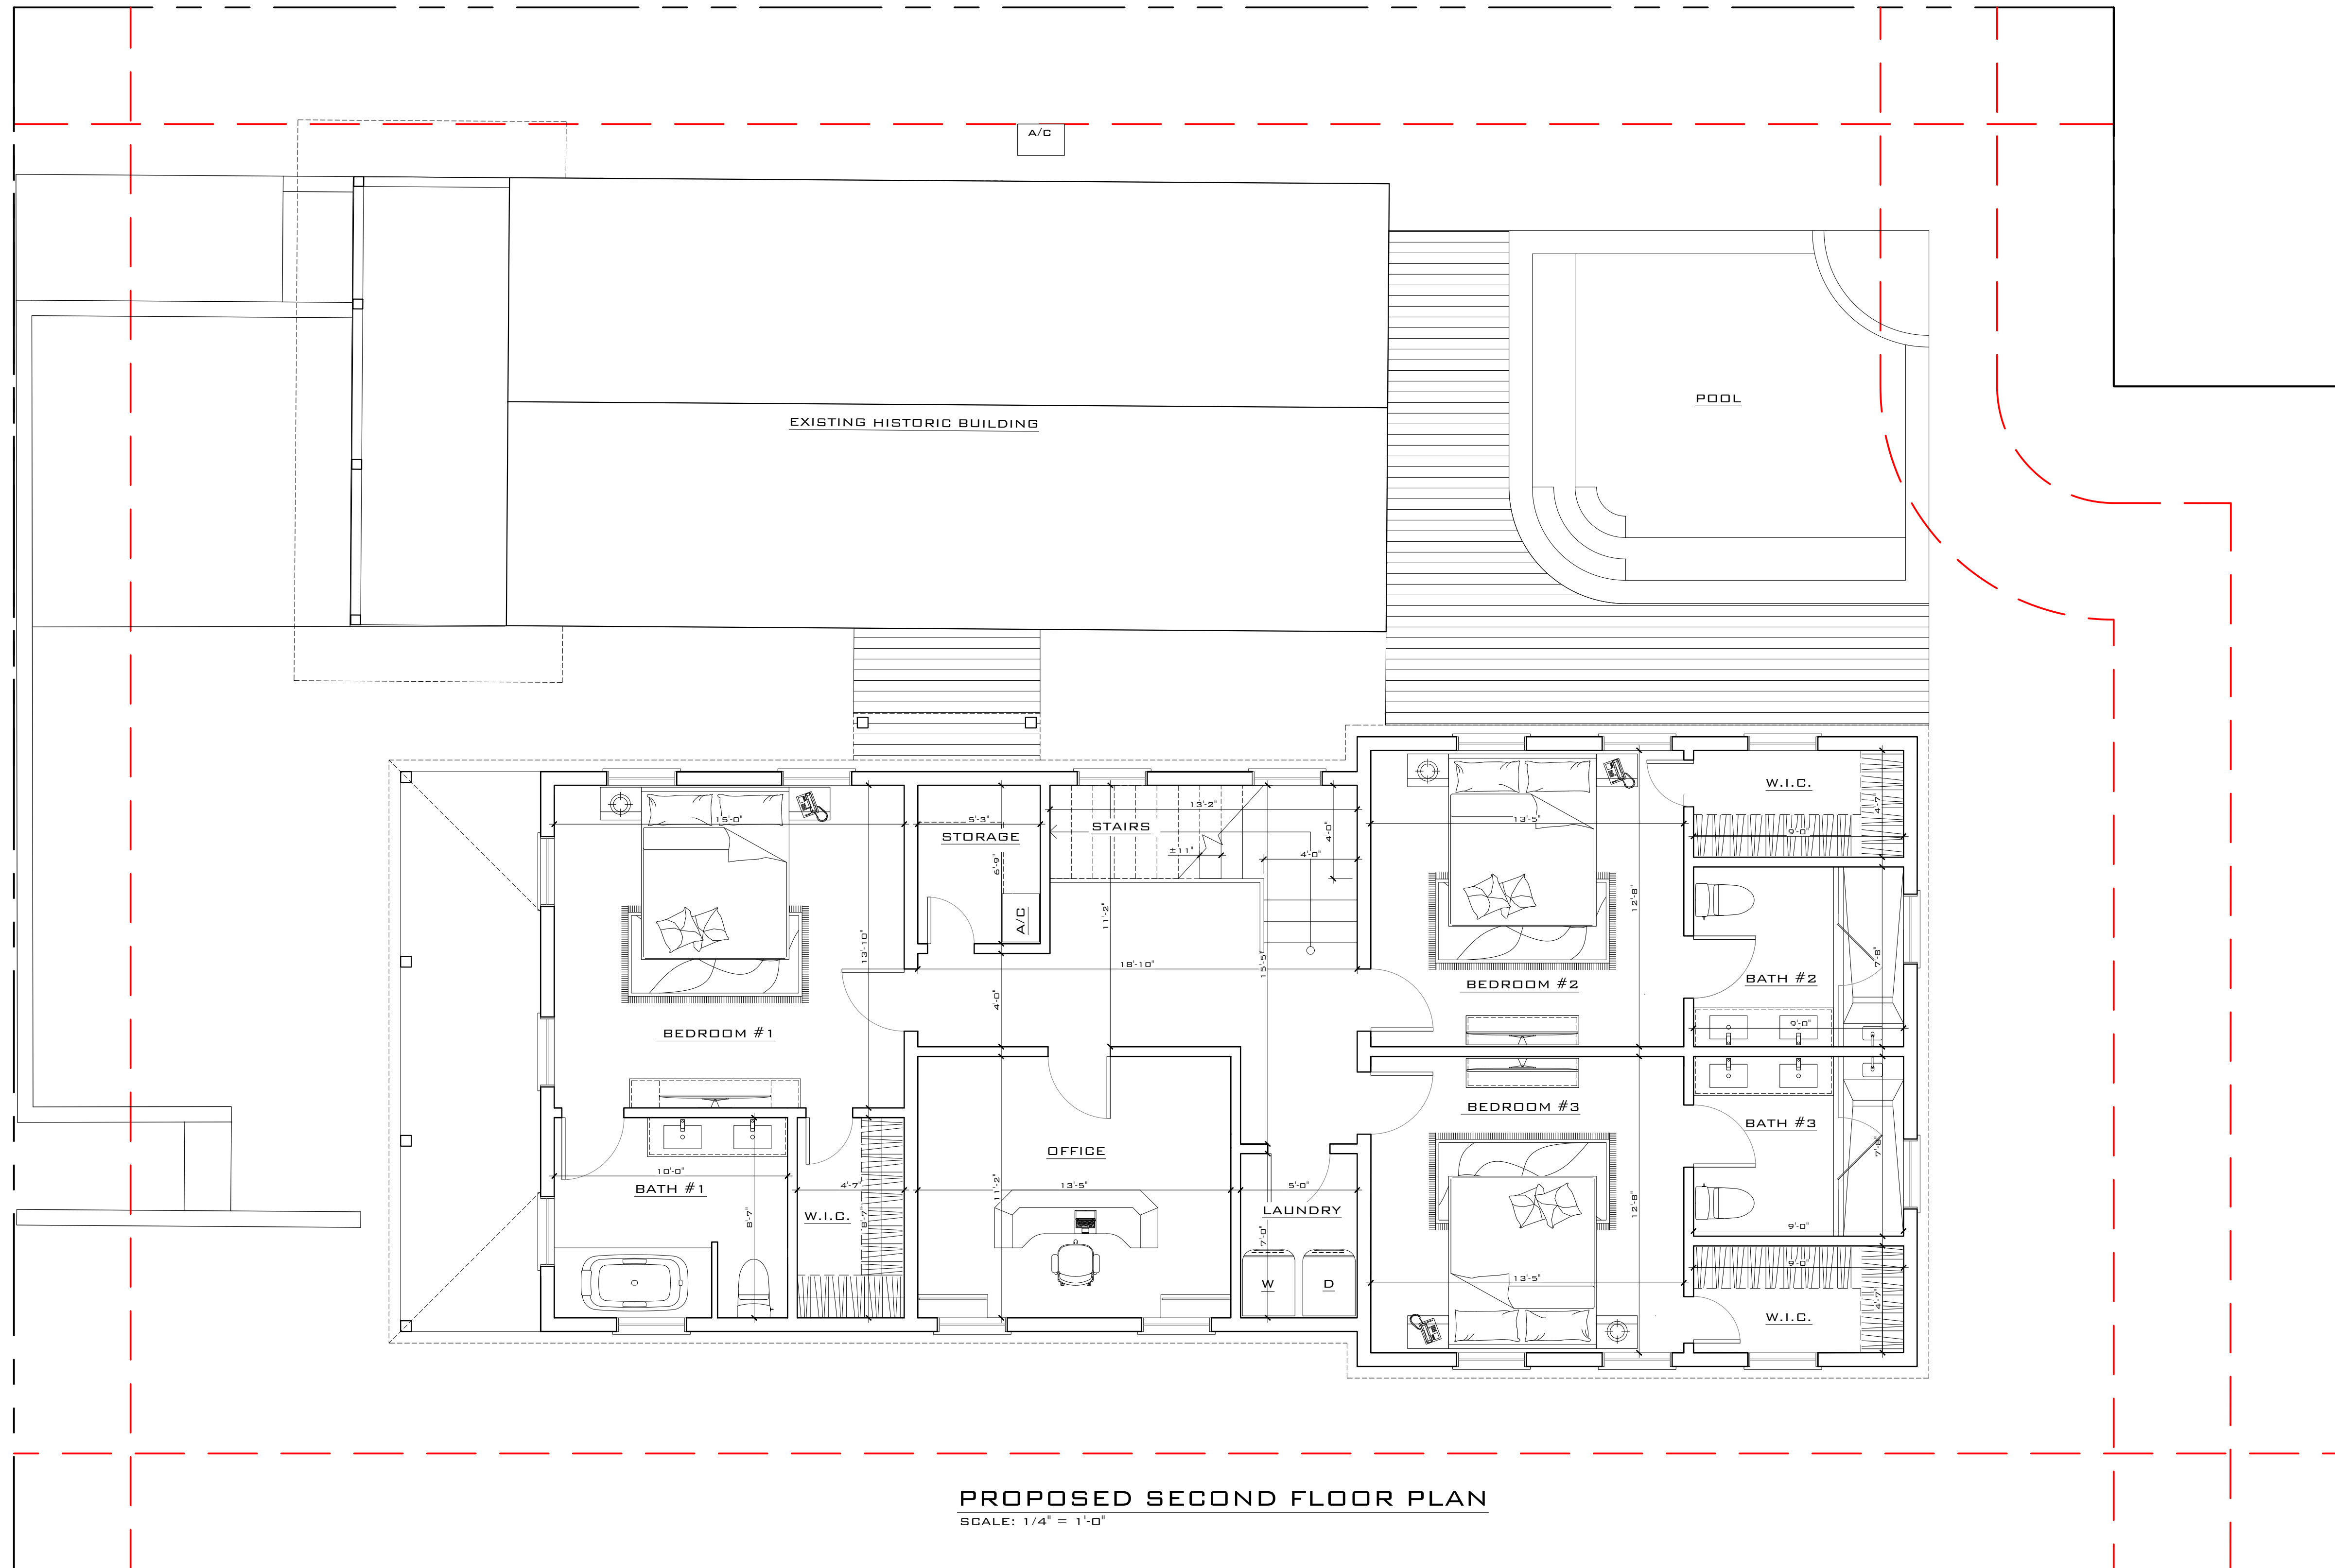 A/C
POOL
EXISTING HISTORIC BUILDING
W.I.C.
4'-7"
9'-0"
13'-2"
15'-0"
5'-3"
STORAGE
STAIRS
13'-5"
4'-0"
±11"
4'-0"
6'-9"
12'-8"
A/C
11'-2"
13'-10"
18'-10"
15'-5"
7'-8"
BATH #2
BEDROOM #2
4'-0"
9'-0"
BEDROOM #1
BEDROOM #3
BATH #3
7'-8"
OFFICE
10'-0"
BATH #1
4'-7"
11'-2"
13'-5"
5'-0"
LAUNDRY
12'-8"
8'-7"
W.I.C.
8'-7"
7'-0"
9'-0"
9'-0"
W
D
13'-5"
4'-7"
W.I.C.
PROPOSED SECOND FLOOR PLAN
SCALE: 1/4" = 1'-0"